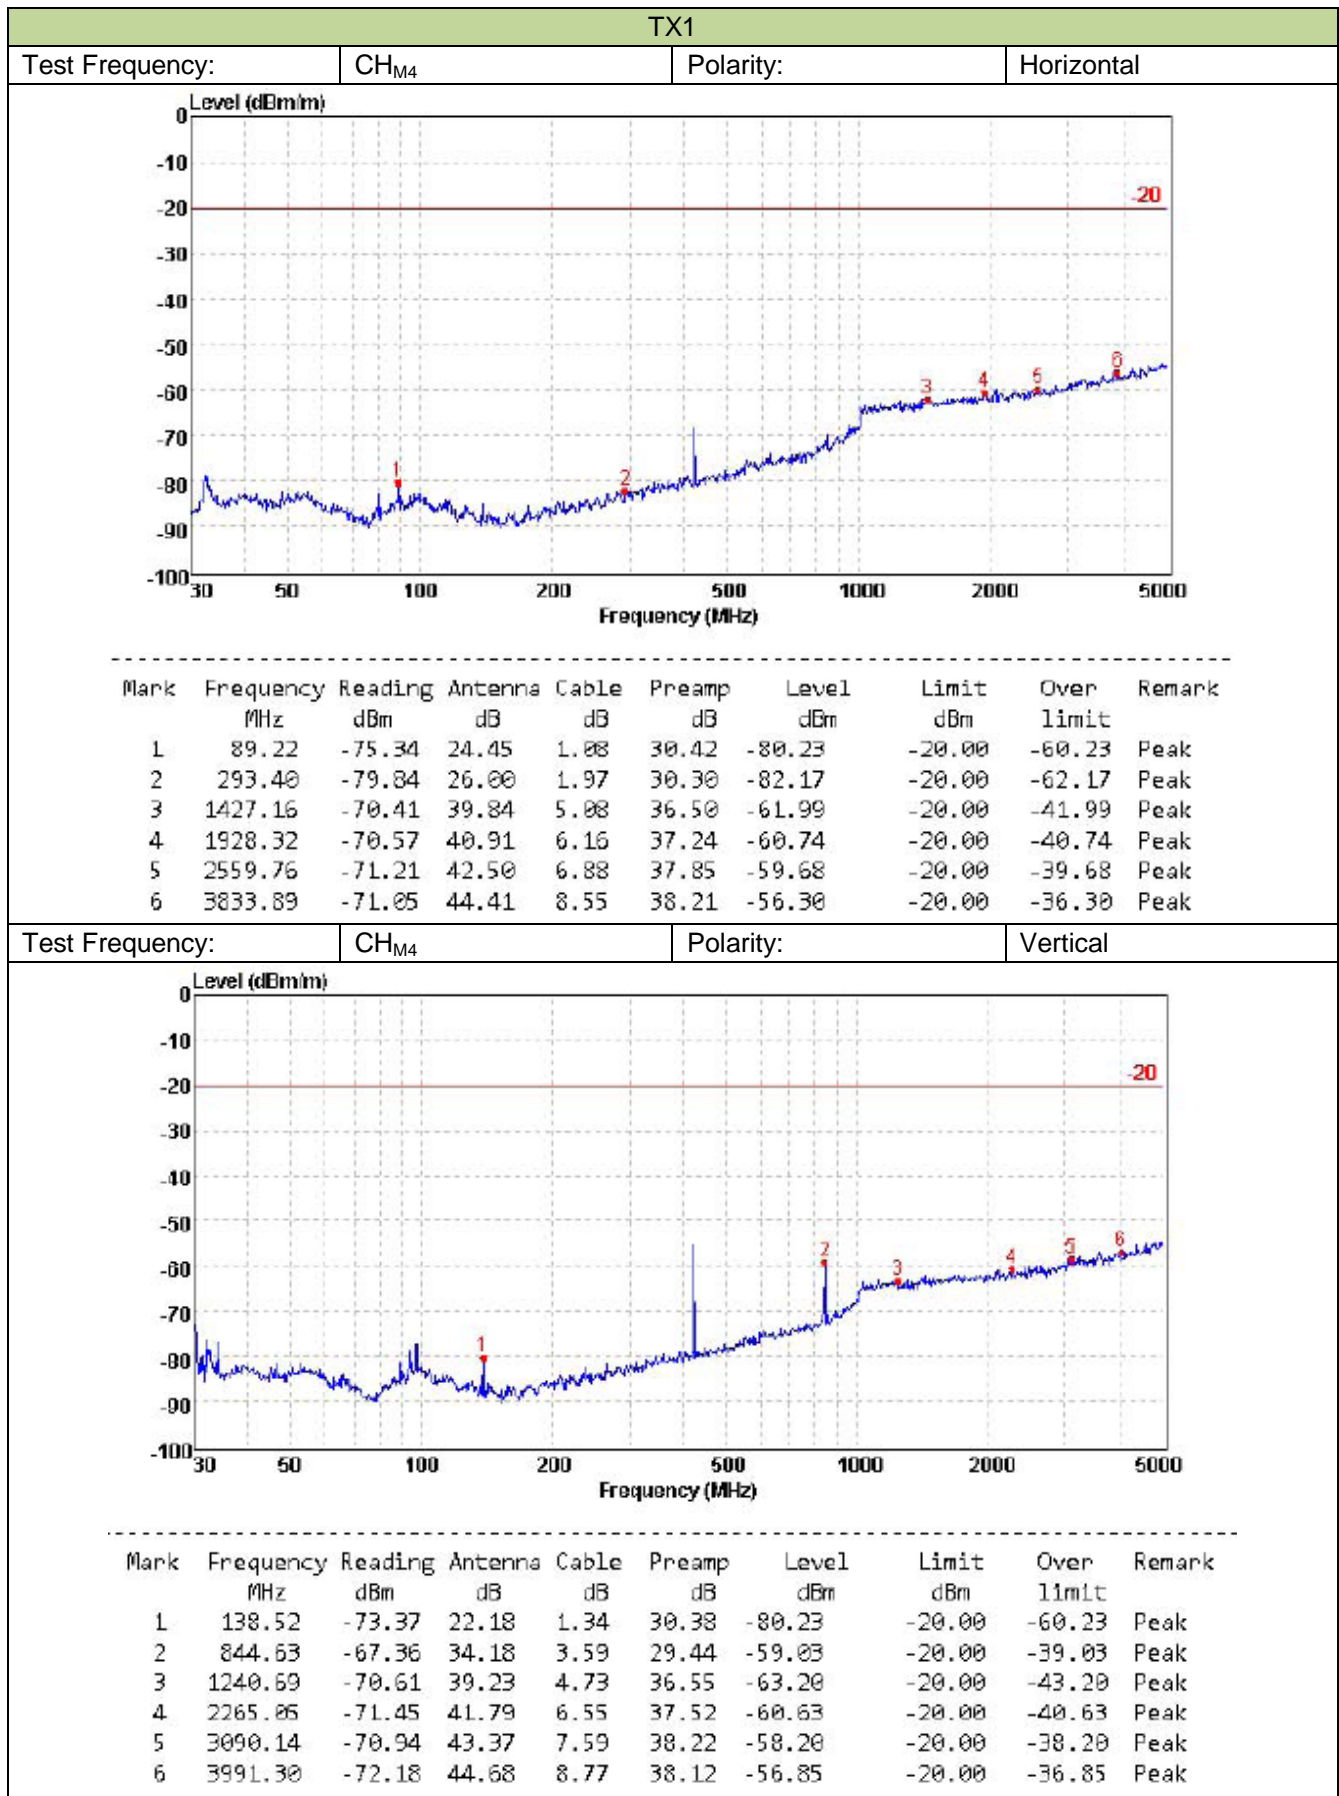 TX1
Test Frequency: CHM4 Polarity: Horizontal
Level (dBm/m)
0
-10
-20
-20
-30
-40
-50
-60
-70
-80
-90
-100
1 2 3 4 5 6
30 50 100 200 500 1000 2000 5000
Frequency (MHz)
Mark Frequency Reading Antenna Cable Preamp Level Limit Over Remark
MHz dBm dB dB dB dBm dBm limit
1 89.22 -75.34 24.45 1.08 30.42 -80.23 -20.00 -60.23 Peak
2 293.40 -79.84 26.00 1.97 30.30 -82.17 -20.00 -62.17 Peak
3 1427.16 -70.41 39.84 5.08 36.50 -61.99 -20.00 -41.99 Peak
4 1928.32 -70.57 40.91 6.16 37.24 -60.74 -20.00 -40.74 Peak
5 2559.76 -71.21 42.50 6.88 37.85 -59.68 -20.00 -39.68 Peak
6 3833.89 -71.05 44.41 8.55 38.21 -56.30 -20.00 -36.30 Peak
Test Frequency: CHM4 Polarity: Vertical
Level (dBm/m)
0
-10
-20
-20
-30
-40
-50
-60
-70
-80
-90
-100
1 2 3 4 5 6
30 50 100 200 500 1000 2000 5000
Frequency (MHz)
Mark Frequency Reading Antenna Cable Preamp Level Limit Over Remark
MHz dBm dB dB dB dBm dBm limit
1 138.52 -73.37 22.18 1.34 30.38 -80.23 -20.00 -60.23 Peak
2 844.63 -67.36 34.18 3.59 29.44 -59.03 -20.00 -39.03 Peak
3 1240.69 -70.61 39.23 4.73 36.55 -63.20 -20.00 -43.20 Peak
4 2265.05 -71.45 41.79 6.55 37.52 -60.63 -20.00 -40.63 Peak
5 3090.14 -70.94 43.37 7.59 38.22 -58.20 -20.00 -38.20 Peak
6 3991.30 -72.18 44.68 8.77 38.12 -56.85 -20.00 -36.85 Peak